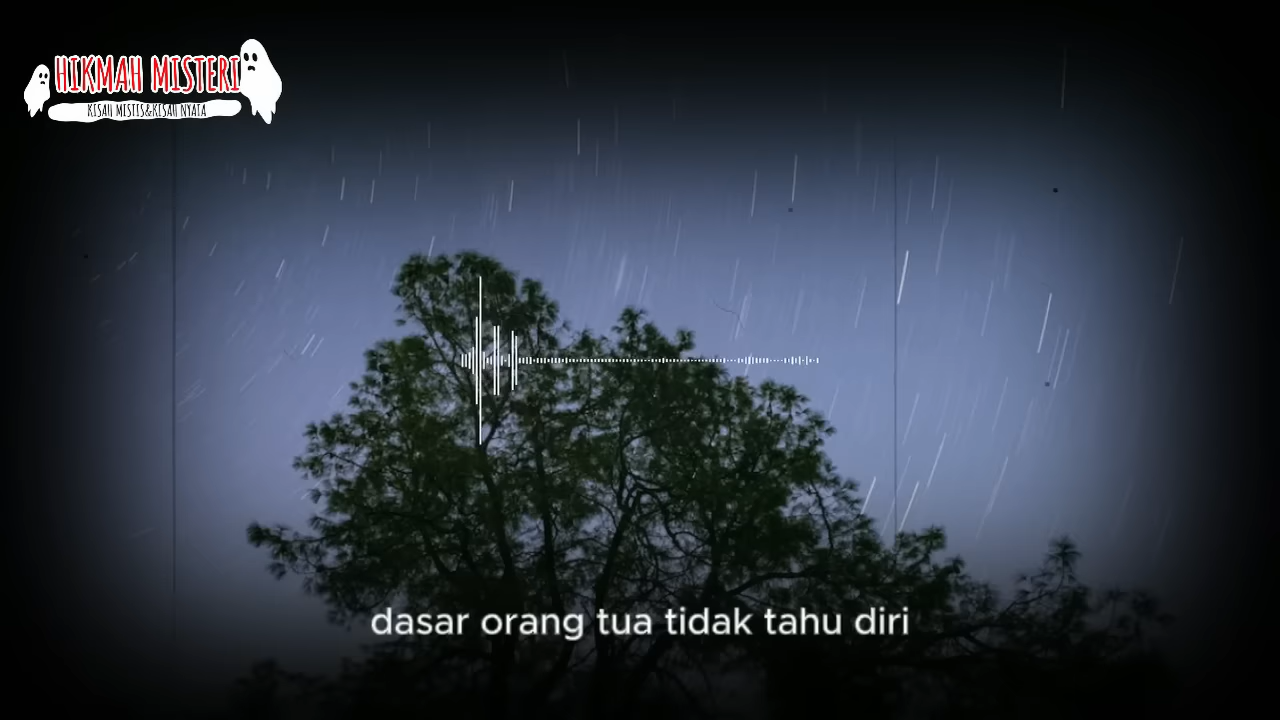 HIKMAH MISTERI
KISAH MISTIS&KISAH NYATA
dasar orang tua tidak tahu diri